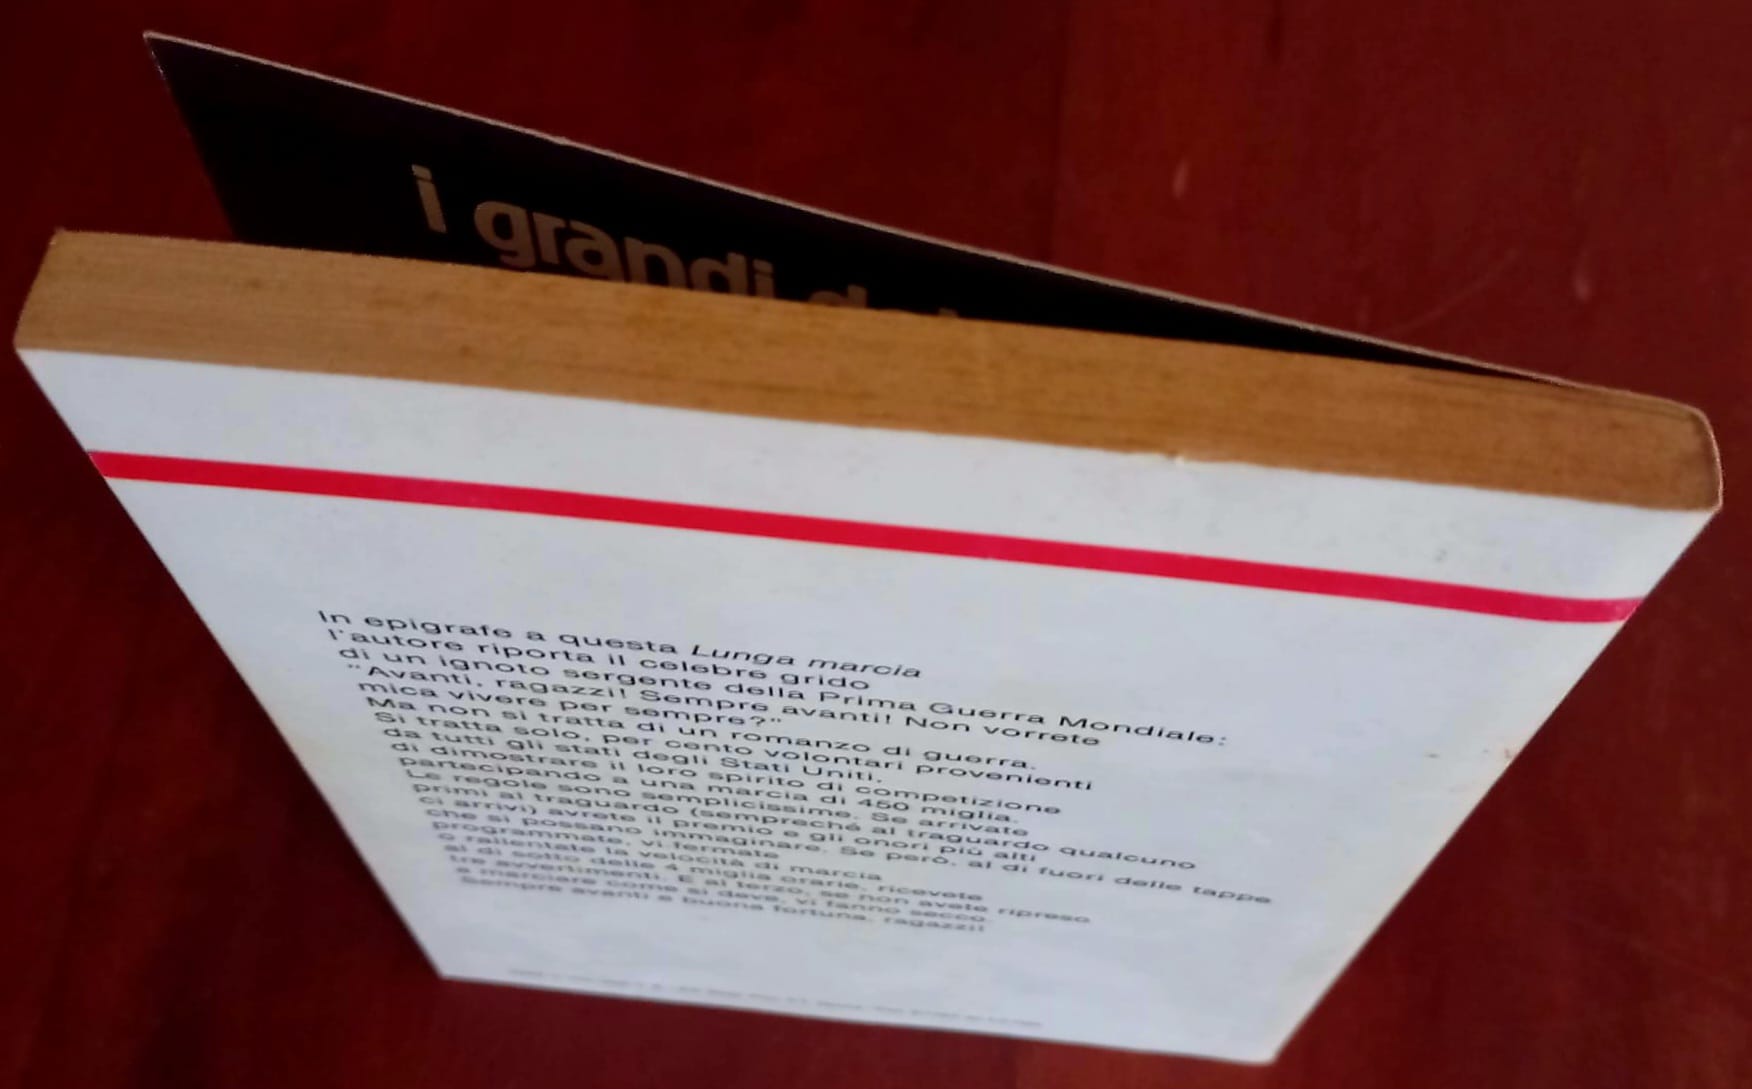 i grandi
In epigrafe a questa Lunga marcia
l'autore riporta il celebre grido
di un ignoto sergente della Prima Guerra Mondiale:
"Avanti, ragazzi! Sempre avanti! Non vorrete
mica vivere per sempre?"
Ma non si tratta di un romanzo di guerra.
Si tratta solo, per cento volontari provenienti
da tutti gli stati degli Stati Uniti,
di dimostrare il loro spirito di competizione
partecipando a una marcia di 450 miglia.
Le regole sono semplicissime. Se arrivate
primi al traguardo (sempreché al traguardo qualcuno
ci arrivi) avrete il premio e gli onori più alti
che si possano immaginare. Se però, al di fuori delle tappe
programmate, vi fermate
o rallentate la velocità di marcia
al di sotto delle 4 miglia orarie, ricevete
tre avvertimenti. E al terzo, se non avete ripreso
a marciare come si deve, vi fanno secco.
Sempre avanti e buona fortuna, ragazzi!